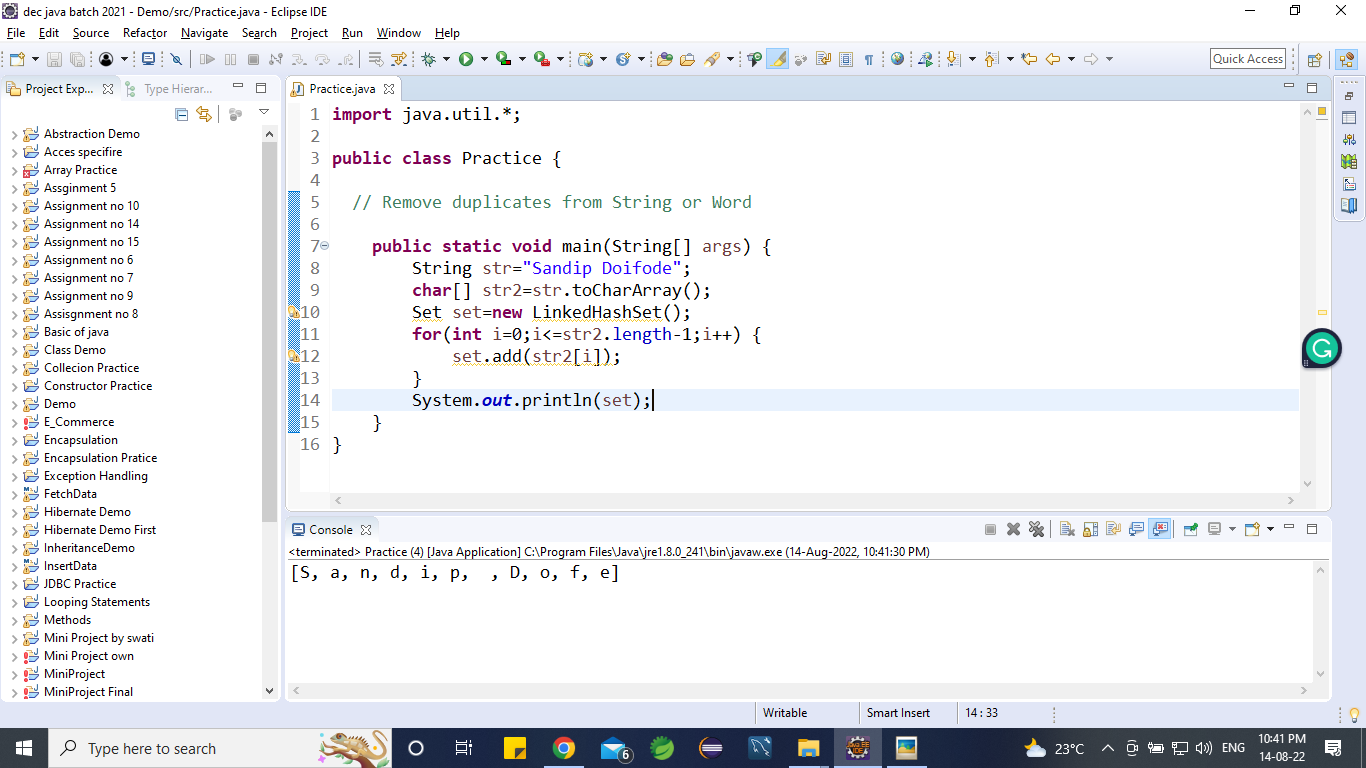 dec java batch 2021 - Demo/src/Practice.java - Eclipse IDE
File Edit Source Refactor Navigate Search Project Run Window Help
Quick Access
Project Exp... Type Hierar...
Abstraction Demo
Acces specifire
Array Practice
Assginment 5
Assignment no 10
Assignment no 14
Assignment no 15
Assignment no 6
Assignment no 7
Assignment no 9
Assisgnment no 8
Basic of java
Class Demo
Collecion Practice
Constructor Practice
Demo
E_Commerce
Encapsulation
Encapsulation Pratice
Exception Handling
FetchData
Hibernate Demo
Hibernate Demo First
InheritanceDemo
InsertData
JDBC Practice
Looping Statements
Methods
Mini Project by swati
Mini Project own
MiniProject
MiniProject Final
Practice.java
1 import java.util.*;
2
3 public class Practice {
4
5 // Remove duplicates from String or Word
6
7 public static void main(String[] args) {
8 String str="Sandip Doifode";
9 char[] str2=str.toCharArray();
10 Set set=new LinkedHashSet();
11 for(int i=0;i<=str2.length-1;i++) {
12 set.add(str2[i]);
13 }
14 System.out.println(set);
15 }
16 }
Console
<terminated> Practice (4) [Java Application] C:\Program Files\Java\jre1.8.0_241\bin\javaw.exe (14-Aug-2022, 10:41:30 PM)
[S, a, n, d, i, p,  , D, o, f, e]
Writable Smart Insert 14 : 33
Type here to search
6
23°C
ENG
10:41 PM
14-08-22